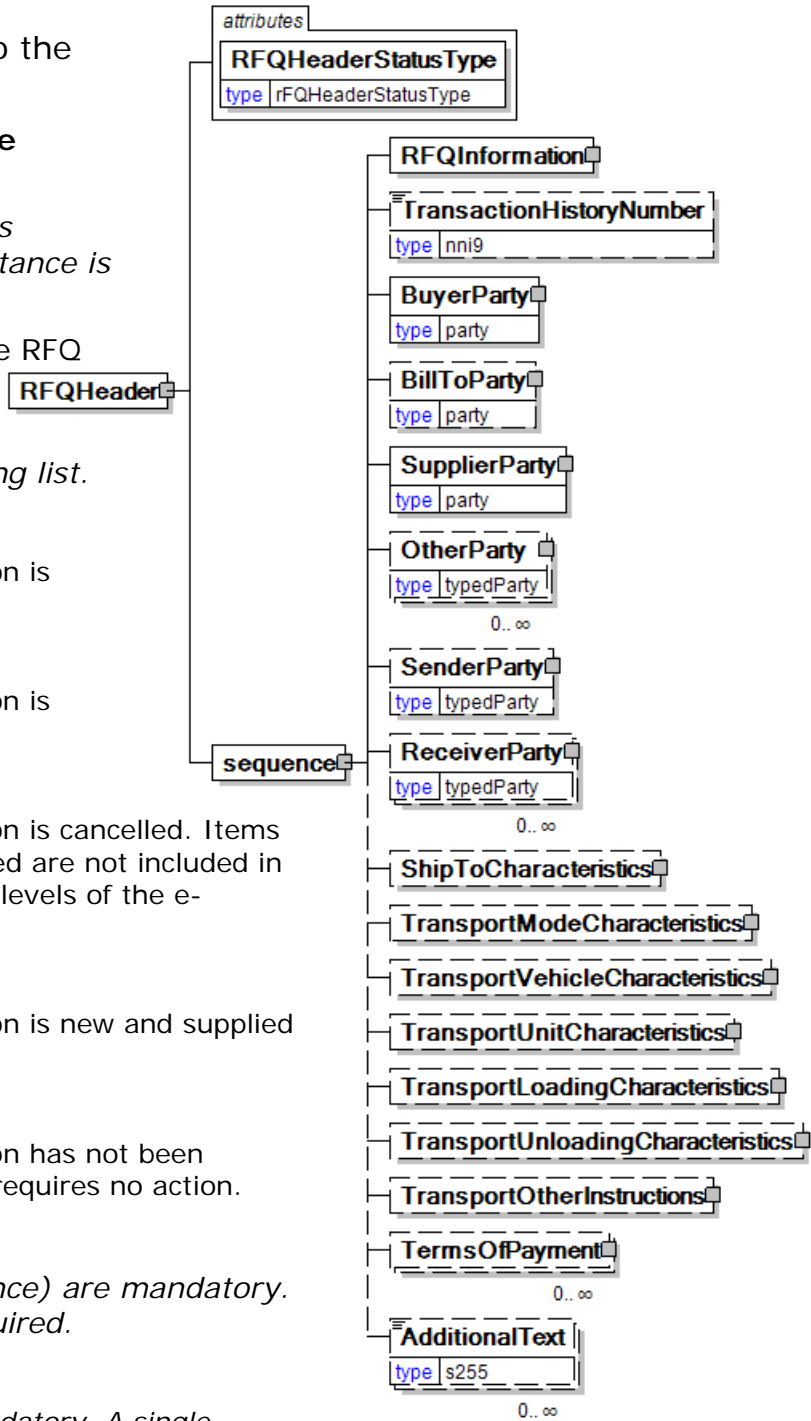 o the
e
s
tance is
e RFQ
ng list.
on is
on is
on is cancelled. Items
ed are not included in
levels of the e-
on is new and supplied
on has not been
requires no action.
nce) are mandatory.
uired.
datory. A single
RFQHeader
attributes
RFQHeaderStatusType
type rFQHeaderStatusType
sequence
RFQInformation
TransactionHistoryNumber
type nni9
BuyerParty
type party
BillToParty
type party
SupplierParty
type party
OtherParty
type typedParty
0.. ∞
SenderParty
type typedParty
ReceiverParty
type typedParty
0.. ∞
ShipToCharacteristics
TransportModeCharacteristics
TransportVehicleCharacteristics
TransportUnitCharacteristics
TransportLoadingCharacteristics
TransportUnloadingCharacteristics
TransportOtherInstructions
TermsOfPayment
0.. ∞
AdditionalText
type s255
0.. ∞